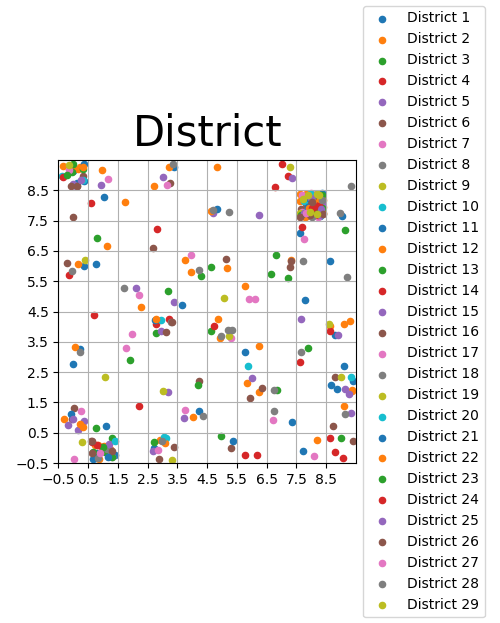 District
8.5
7.5
6.5
5.5
4.5
3.5
2.5
1.5
0.5
−0.5
−0.5 0.5 1.5 2.5 3.5 4.5 5.5 6.5 7.5 8.5
District 1
District 2
District 3
District 4
District 5
District 6
District 7
District 8
District 9
District 10
District 11
District 12
District 13
District 14
District 15
District 16
District 17
District 18
District 19
District 20
District 21
District 22
District 23
District 24
District 25
District 26
District 27
District 28
District 29